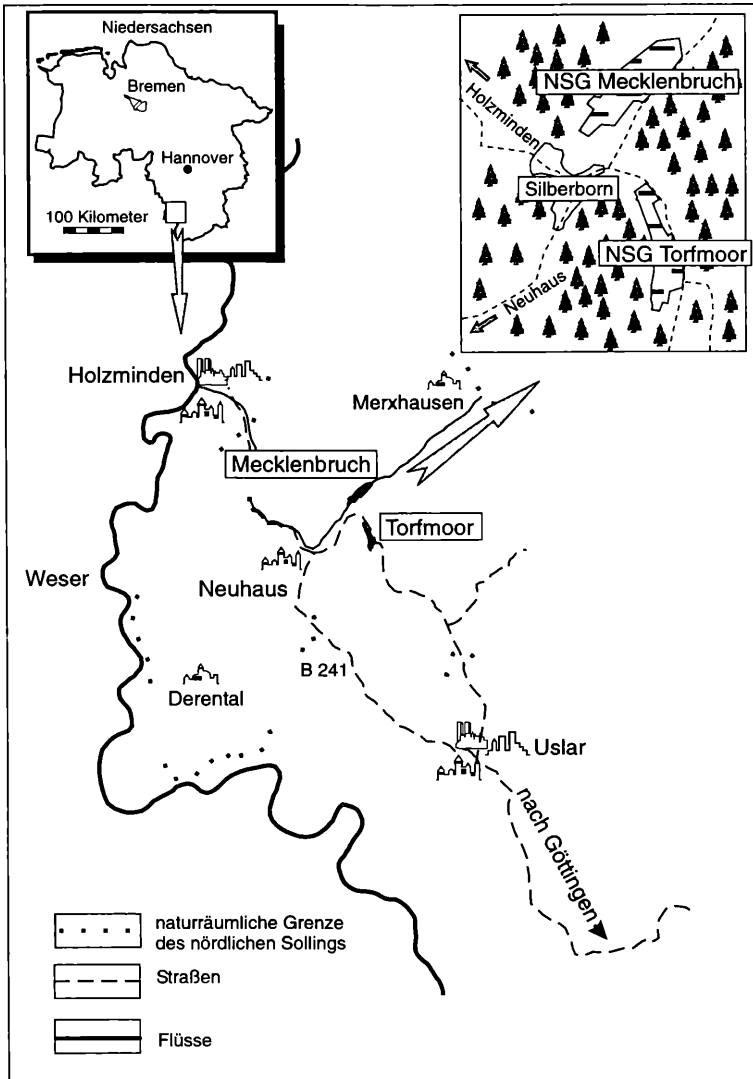 Niedersachsen
Bremen
Hannover
100 Kilometer
NSG Mecklenbruch
Holzminden
Silberborn
NSG Torfmoor
Neuhaus
Holzminden
Merxhausen
Mecklenbruch
Torfmoor
Weser
Neuhaus
B 241
Derental
Uslar
nach Göttingen
naturräumliche Grenze
des nördlichen Sollings
Straßen
Flüsse